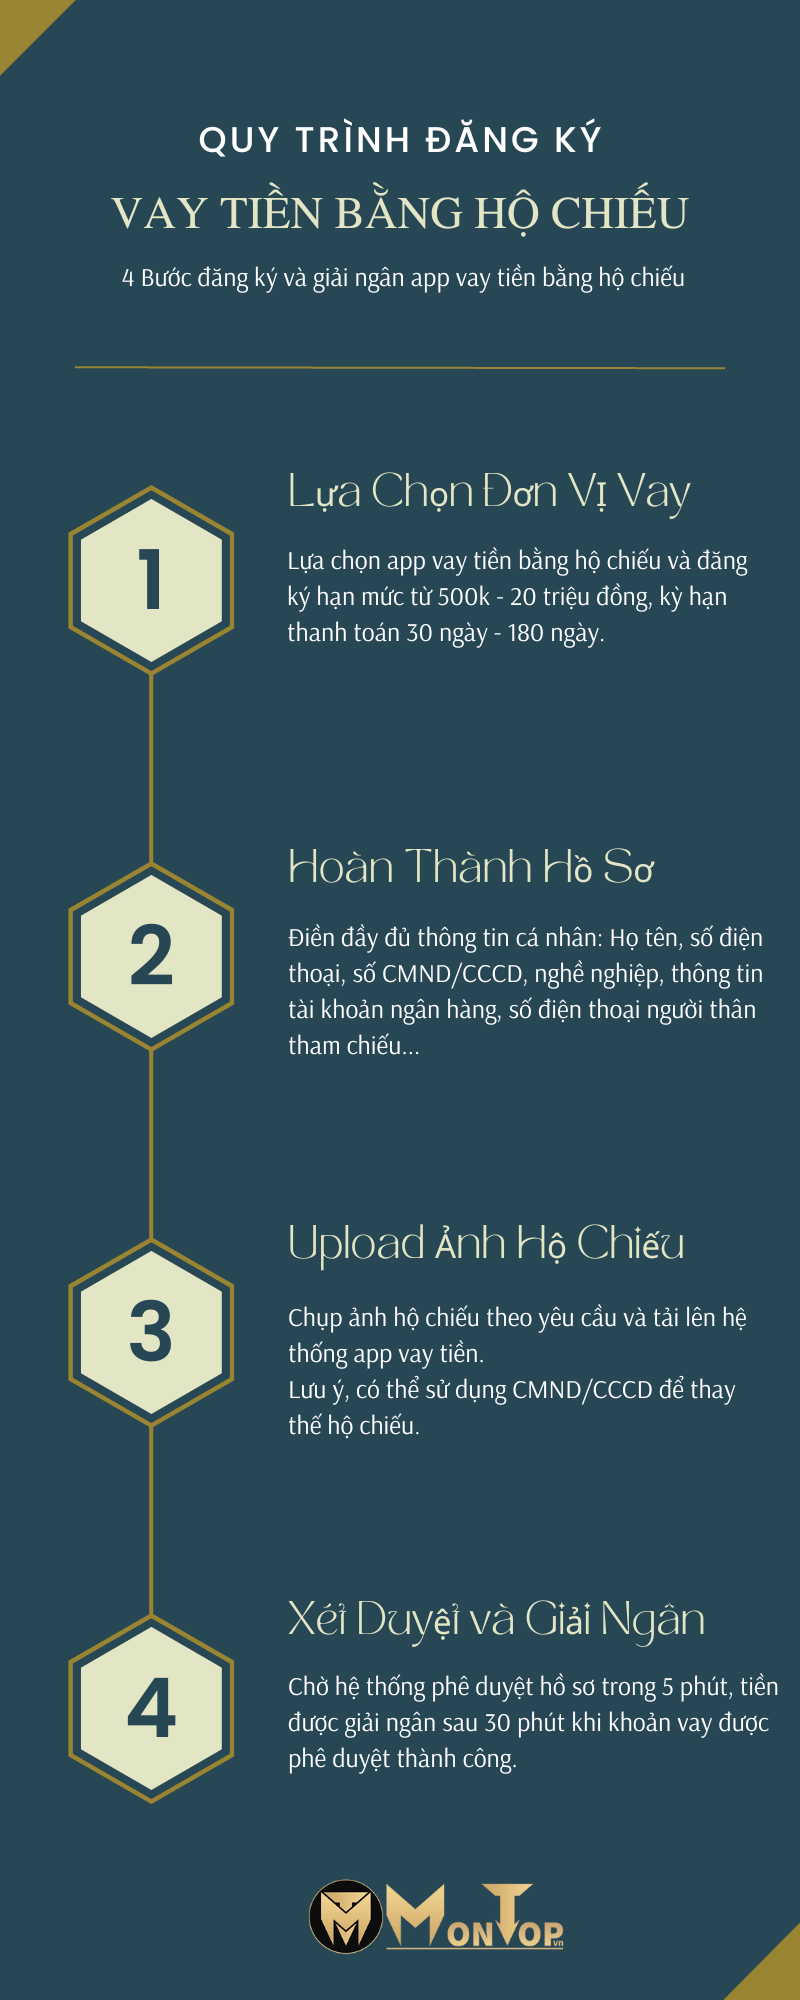 QUY TRÌNH ĐĂNG KÝ
VAY TIỀN BẰNG HỘ CHIẾU
4 Bước đăng ký và giải ngân app vay tiền bằng hộ chiếu
1
Lựa Chọn Đơn Vị Vay
Lựa chọn app vay tiền bằng hộ chiếu và đăng
ký hạn mức từ 500k - 20 triệu đồng, kỳ hạn
thanh toán 30 ngày - 180 ngày.
2
Hoàn Thành Hồ Sơ
Điền đầy đủ thông tin cá nhân: Họ tên, số điện
thoại, số CMND/CCCD, nghề nghiệp, thông tin
tài khoản ngân hàng, số điện thoại người thân
tham chiếu...
3
Upload Ảnh Hộ Chiếu
Chụp ảnh hộ chiếu theo yêu cầu và tải lên hệ
thống app vay tiền.
Lưu ý, có thể sử dụng CMND/CCCD để thay
thế hộ chiếu.
4
Xét Duyệt và Giải Ngân
Chờ hệ thống phê duyệt hồ sơ trong 5 phút, tiền
được giải ngân sau 30 phút khi khoản vay được
phê duyệt thành công.
MONTOP.vn